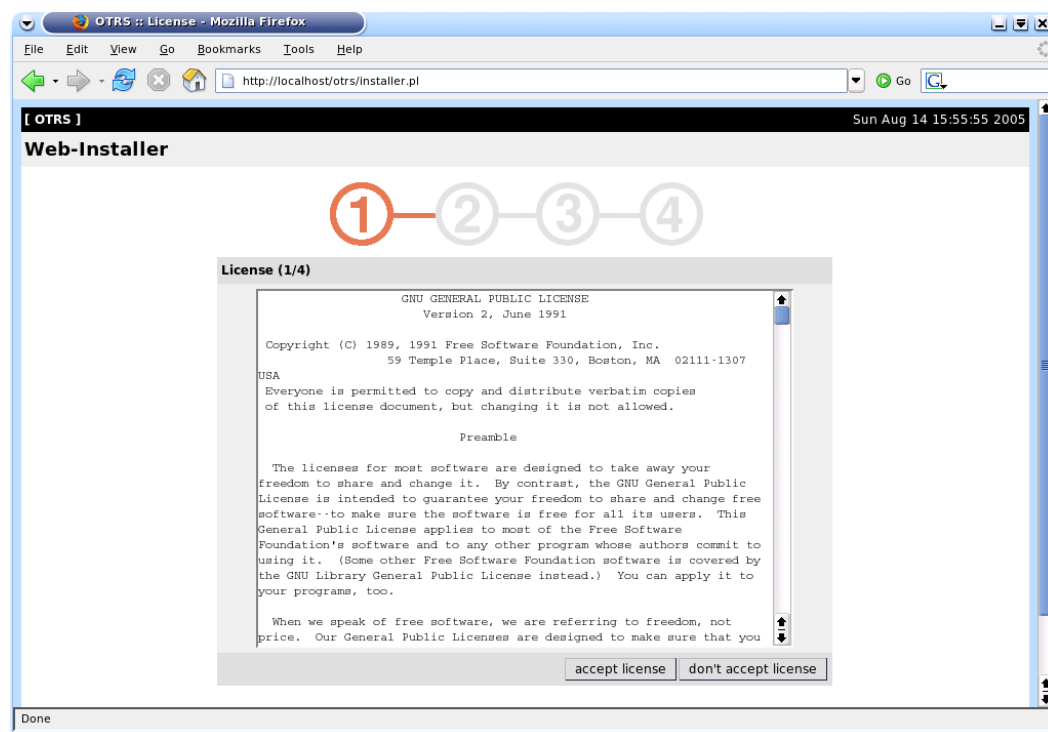 OTRS :: License - Mozilla Firefox
File Edit View Go Bookmarks Tools Help
http://localhost/otrs/installer.pl Go G
[ OTRS ] Sun Aug 14 15:55:55 2005
Web-Installer
1 2 3 4
License (1/4)
GNU GENERAL PUBLIC LICENSE
Version 2, June 1991
Copyright (C) 1989, 1991 Free Software Foundation, Inc.
59 Temple Place, Suite 330, Boston, MA 02111-1307
USA
Everyone is permitted to copy and distribute verbatim copies
of this license document, but changing it is not allowed.
Preamble
The licenses for most software are designed to take away your
freedom to share and change it. By contrast, the GNU General Public
License is intended to guarantee your freedom to share and change free
software--to make sure the software is free for all its users. This
General Public License applies to most of the Free Software
Foundation's software and to any other program whose authors commit to
using it. (Some other Free Software Foundation software is covered by
the GNU Library General Public License instead.) You can apply it to
your programs, too.
When we speak of free software, we are referring to freedom, not
price. Our General Public Licenses are designed to make sure that you
accept license don't accept license
Done